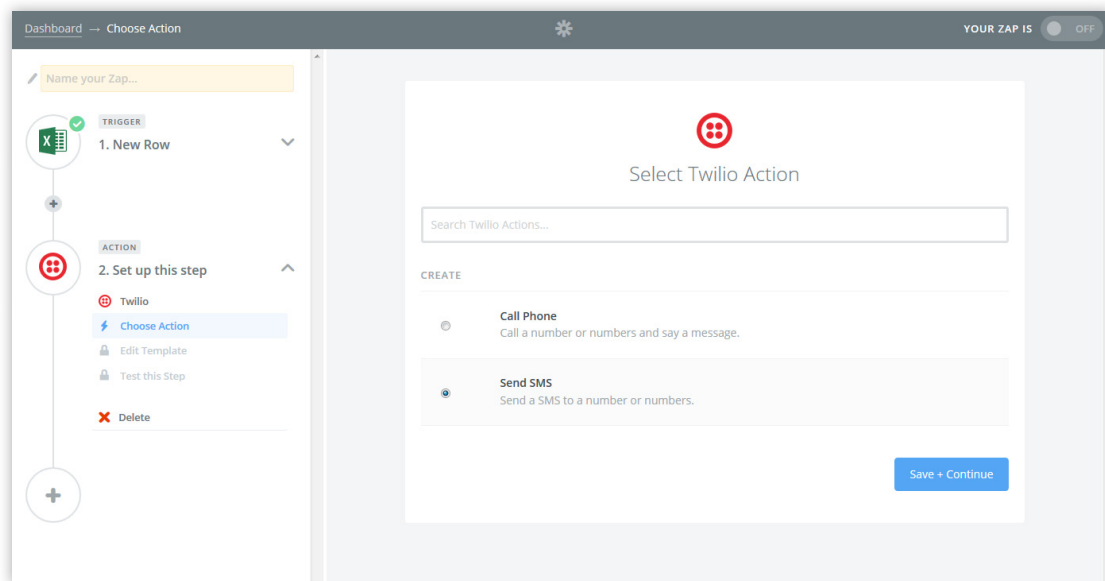 Dashboard → Choose Action
YOUR ZAP IS OFF
Name your Zap...
TRIGGER
1. New Row
ACTION
2. Set up this step
Twilio
Choose Action
Edit Template
Test this Step
Delete
Select Twilio Action
Search Twilio Actions...
CREATE
Call Phone
Call a number or numbers and say a message.
Send SMS
Send a SMS to a number or numbers.
Save + Continue